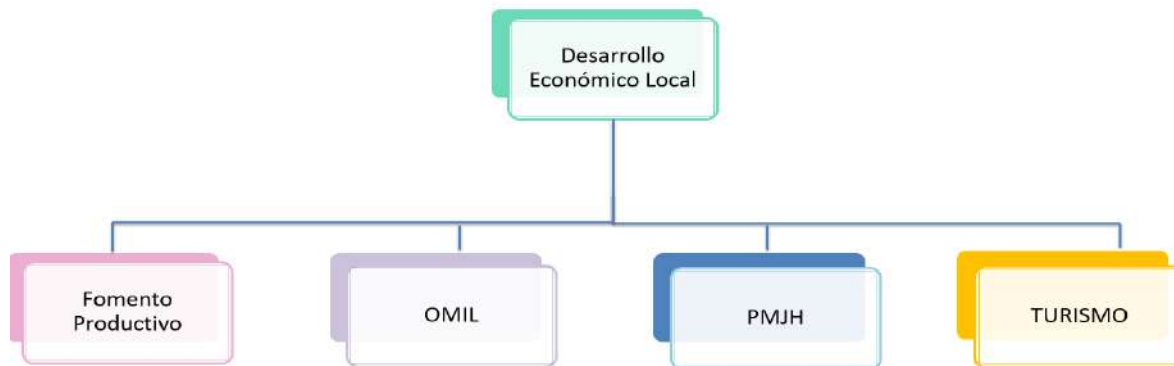 Desarrollo
Económico Local
Fomento
Productivo
OMIL
PMJH
TURISMO